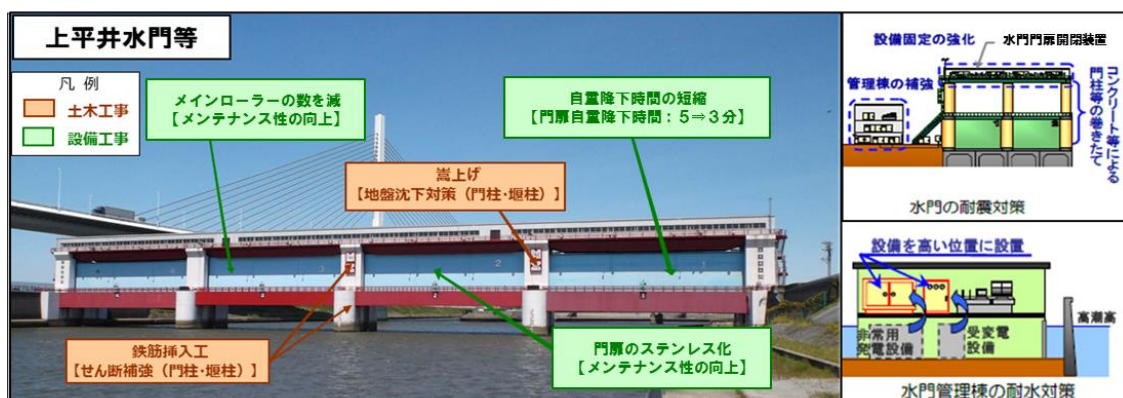 上平井水門等
凡 例
土木工事
設備工事
メインローラーの数を減
【メンテナンス性の向上】
自重降下時間の短縮
【門扉自重降下時間：５⇒３分】
嵩上げ
【地盤沈下対策（門柱・堰柱）】
鉄筋挿入工
【せん断補強（門柱・堰柱）】
門扉のステンレス化
【メンテナンス性の向上】
4
3
2
1
設備固定の強化
水門門扉開閉装置
管理棟の補強
コンクリート等による
門柱等の巻きたて
水門の耐震対策
設備を高い位置に設置
非常用
発電設備
受変電
設備
高潮高
水門管理棟の耐水対策